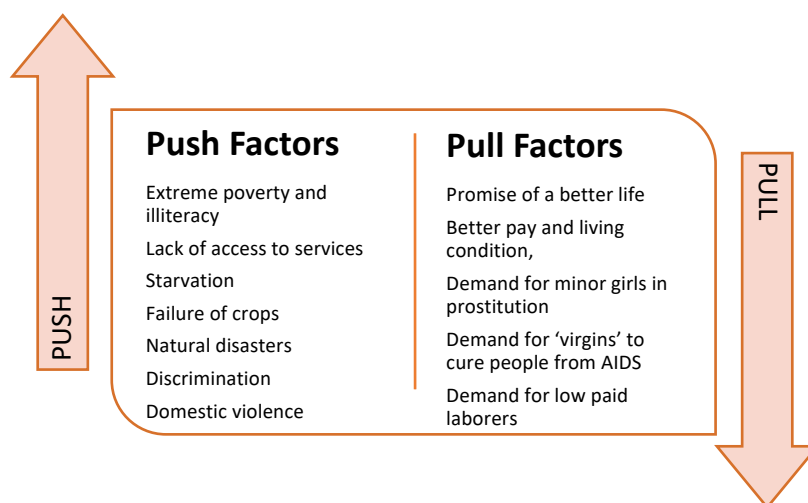 PUSH
Push Factors
Extreme poverty and
illiteracy
Lack of access to services
Starvation
Failure of crops
Natural disasters
Discrimination
Domestic violence
Pull Factors
Promise of a better life
Better pay and living
condition,
Demand for minor girls in
prostitution
Demand for ‘virgins’ to
cure people from AIDS
Demand for low paid
laborers
PULL